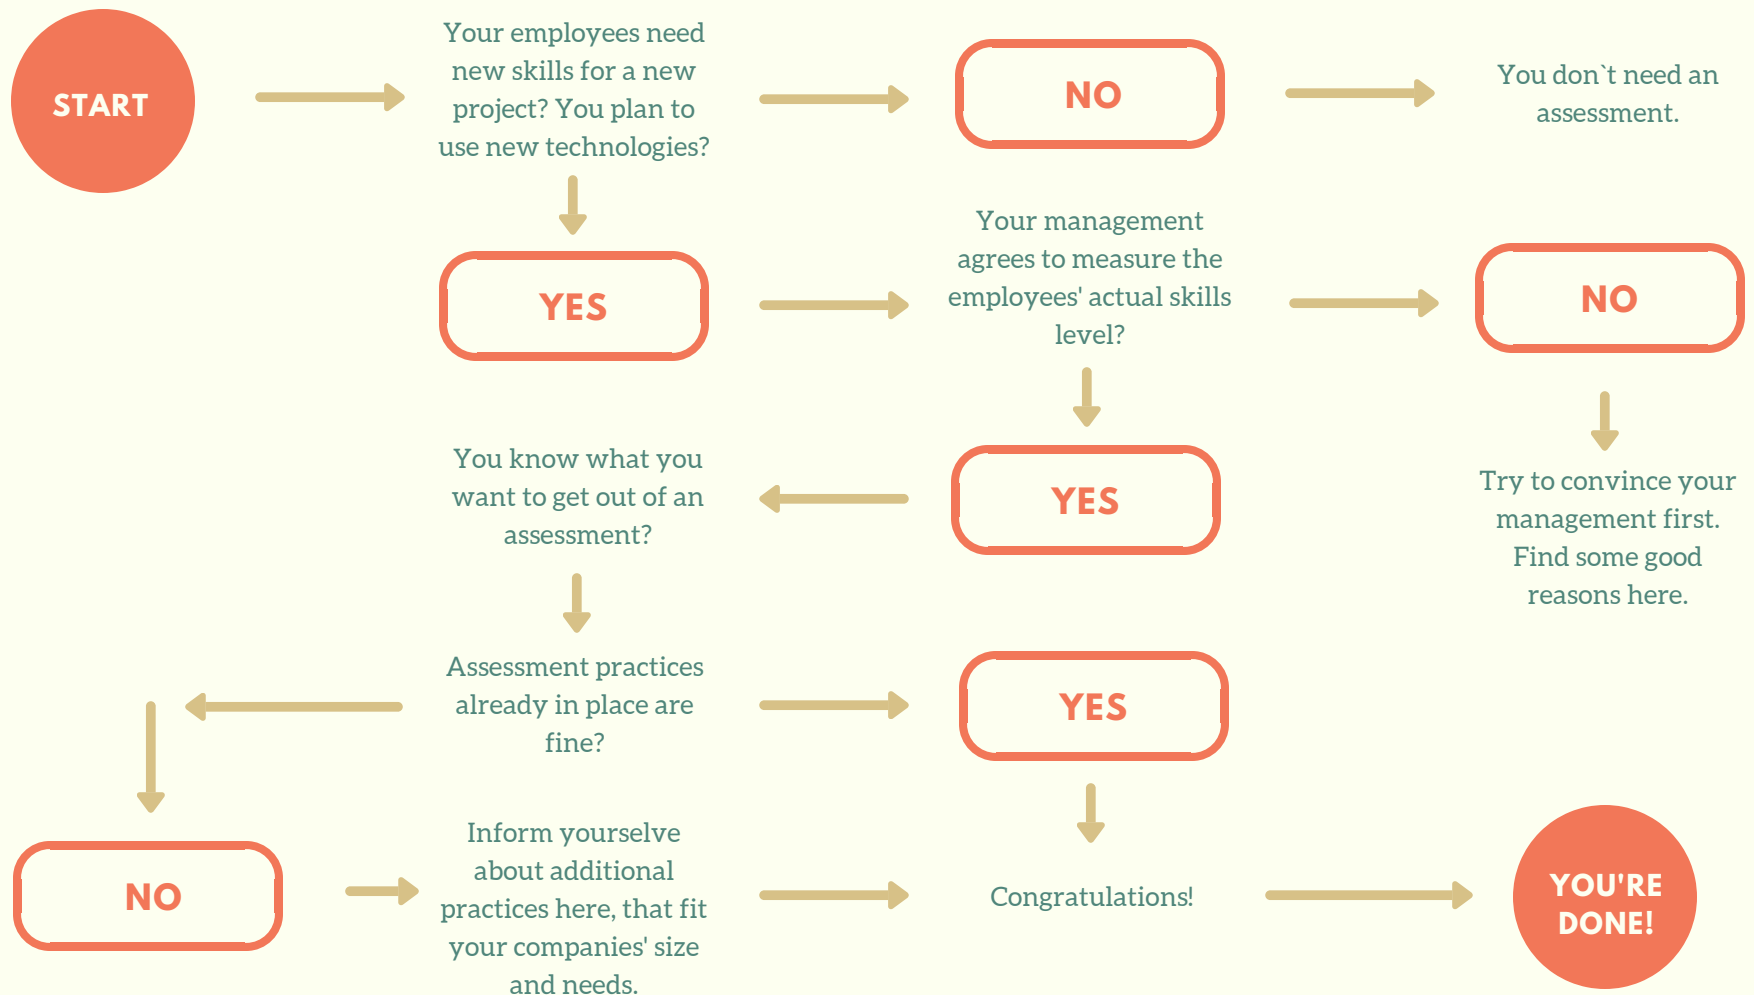 START
Your employees need
new skills for a new
project? You plan to
use new technologies?
NO
You don`t need an
assessment.
YES
Your management
agrees to measure the
employees' actual skills
level?
NO
Try to convince your
management first.
Find some good
reasons here.
YES
You know what you
want to get out of an
assessment?
Assessment practices
already in place are
fine?
YES
NO
Inform yourselve
about additional
practices here, that fit
your companies' size
and needs.
Congratulations!
YOU'RE
DONE!